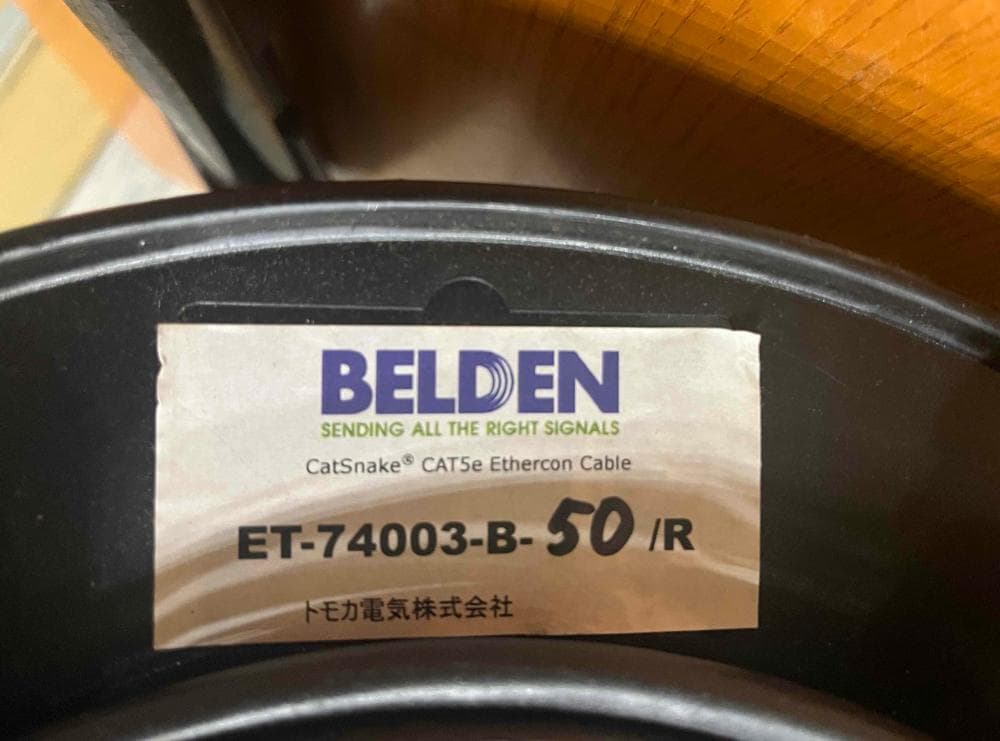 BELDEN
SENDING ALL THE RIGHT SIGNALS
CatSnake® CAT5e Ethercon Cable
ET-74003-B-50/R
トモカ電気株式会社